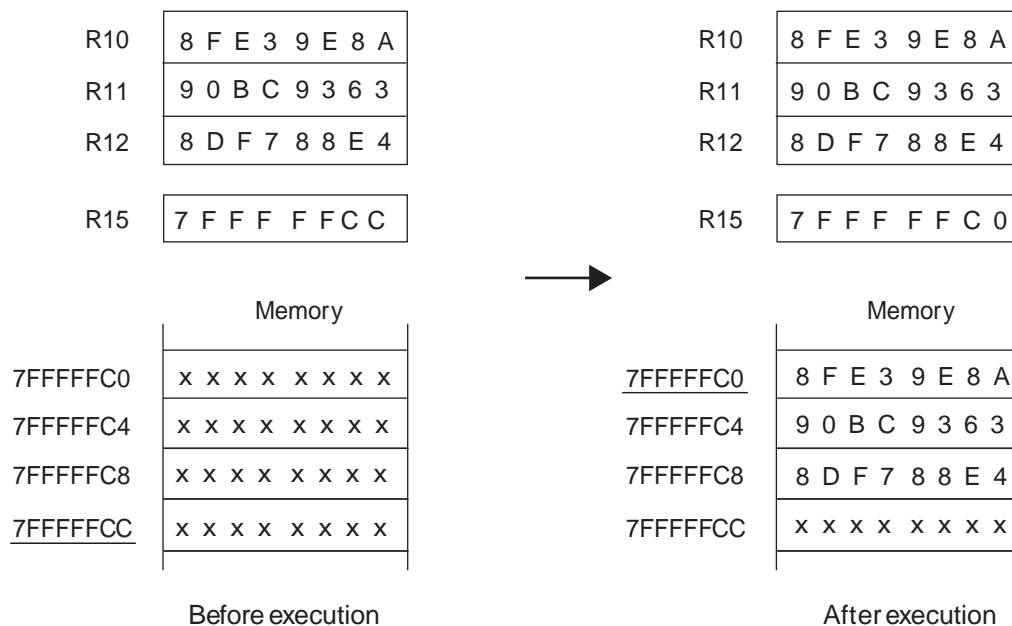 R10 8 F E 3 9 E 8 A
R11 9 0 B C 9 3 6 3
R12 8 D F 7 8 8 E 4
R15 7 F F F F F C C
Memory
7FFFFFC0 x x x x x x x x
7FFFFFC4 x x x x x x x x
7FFFFFC8 x x x x x x x x
7FFFFFCC x x x x x x x x
Before execution
R10 8 F E 3 9 E 8 A
R11 9 0 B C 9 3 6 3
R12 8 D F 7 8 8 E 4
R15 7 F F F F F C 0
Memory
7FFFFFC0 8 F E 3 9 E 8 A
7FFFFFC4 9 0 B C 9 3 6 3
7FFFFFC8 8 D F 7 8 8 E 4
7FFFFFCC x x x x x x x x
After execution